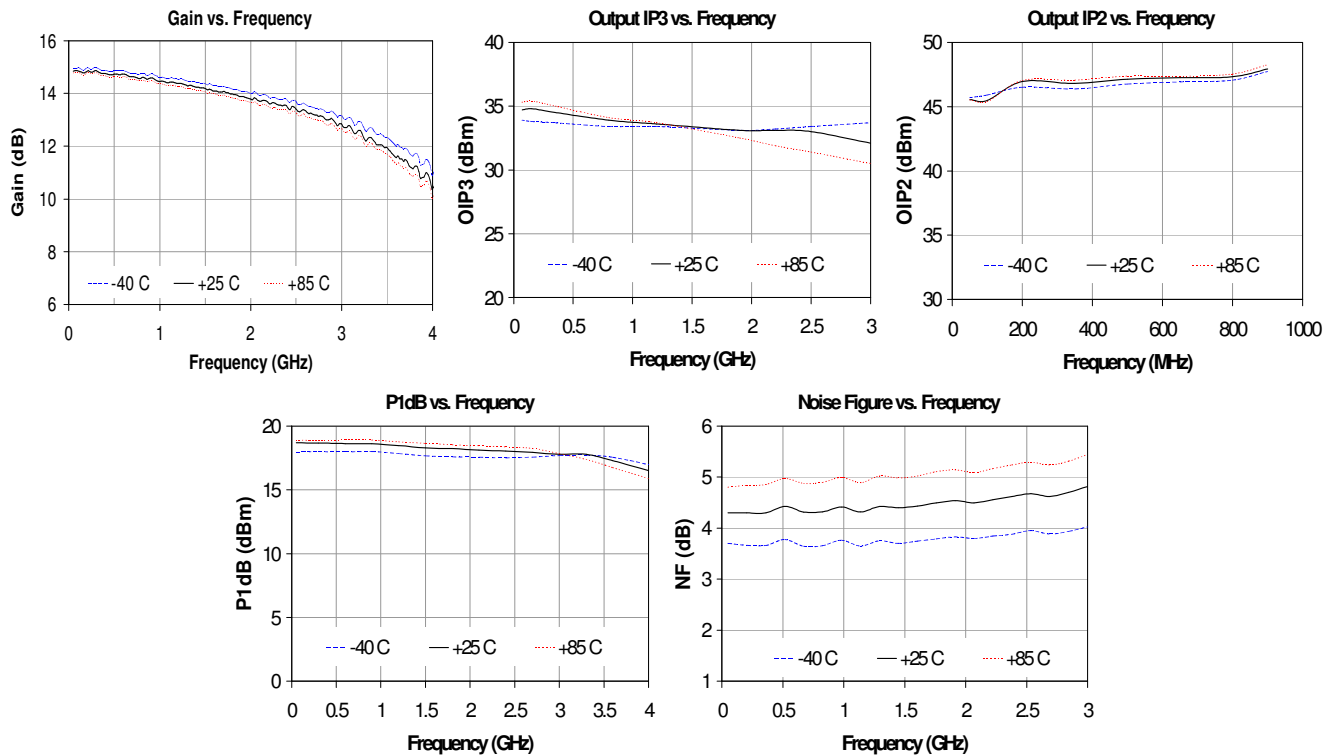 Gain vs. Frequency
16
14
12
10
8
6
Gain (dB)
-40 C +25 C +85 C
0 1 2 3 4
Frequency (GHz)
Output IP3 vs. Frequency
40
35
30
25
20
OIP3 (dBm)
-40 C +25 C +85 C
0 0.5 1 1.5 2 2.5 3
Frequency (GHz)
Output IP2 vs. Frequency
50
45
40
35
30
OIP2 (dBm)
-40 C +25 C +85 C
0 200 400 600 800 1000
Frequency (MHz)
P1dB vs. Frequency
20
15
10
5
0
P1dB (dBm)
-40 C +25 C +85 C
0 0.5 1 1.5 2 2.5 3 3.5 4
Frequency (GHz)
Noise Figure vs. Frequency
6
5
4
3
2
1
NF (dB)
-40 C +25 C +85 C
0 0.5 1 1.5 2 2.5 3
Frequency (GHz)